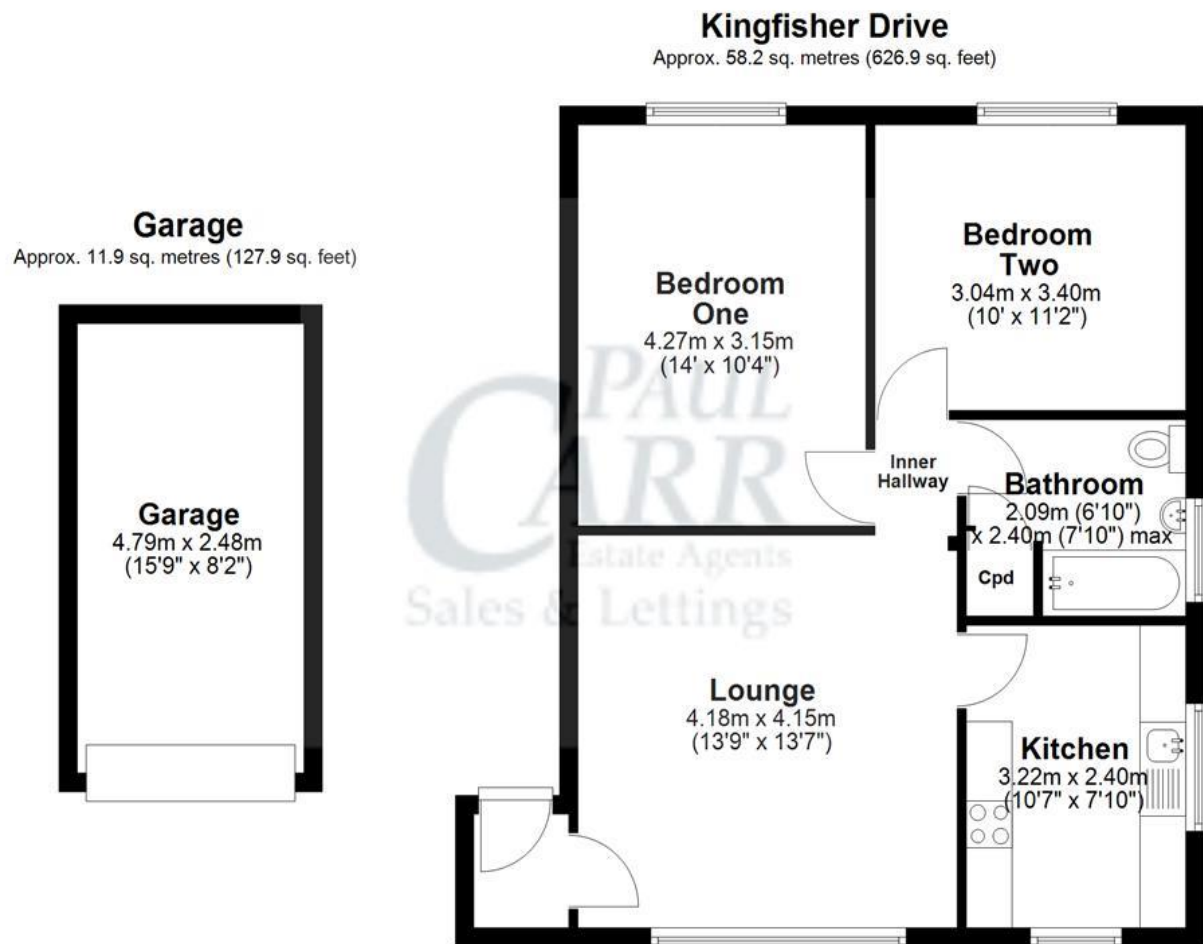 Kingfisher Drive
Approx. 58.2 sq. metres (626.9 sq. feet)
Garage
Approx. 11.9 sq. metres (127.9 sq. feet)
Garage
4.79m x 2.48m
(15'9" x 8'2")
Bedroom
One
4.27m x 3.15m
(14' x 10'4")
Bedroom
Two
3.04m x 3.40m
(10' x 11'2")
Inner
Hallway
Bathroom
2.09m (6'10")
x 2.40m (7'10") max
Cpd
Lounge
4.18m x 4.15m
(13'9" x 13'7")
Kitchen
3.22m x 2.40m
(10'7" x 7'10")
PAUL
CARR
Estate Agents
Sales & Lettings